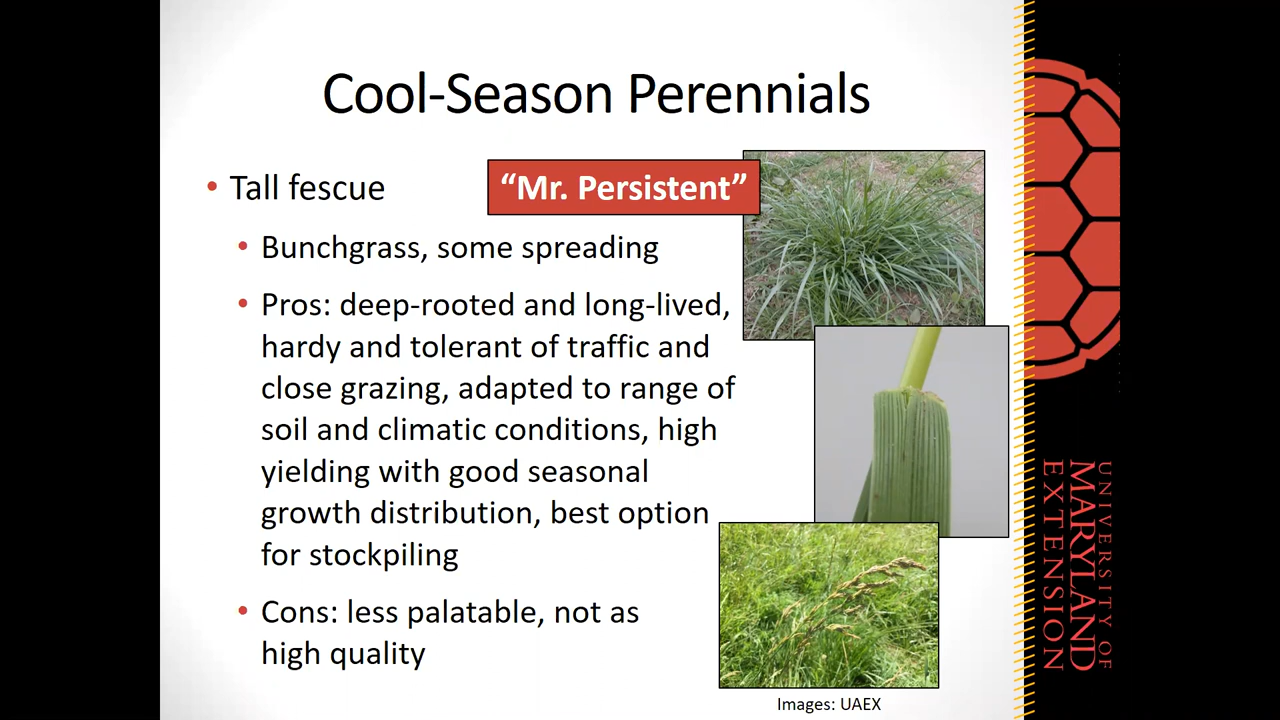 Cool-Season Perennials
• Tall fescue
“Mr. Persistent”
• Bunchgrass, some spreading
• Pros: deep-rooted and long-lived,
hardy and tolerant of traffic and
close grazing, adapted to range of
soil and climatic conditions, high
yielding with good seasonal
growth distribution, best option
for stockpiling
• Cons: less palatable, not as
high quality
Images: UAEX
UNIVERSITY OF
MARYLAND
EXTENSION